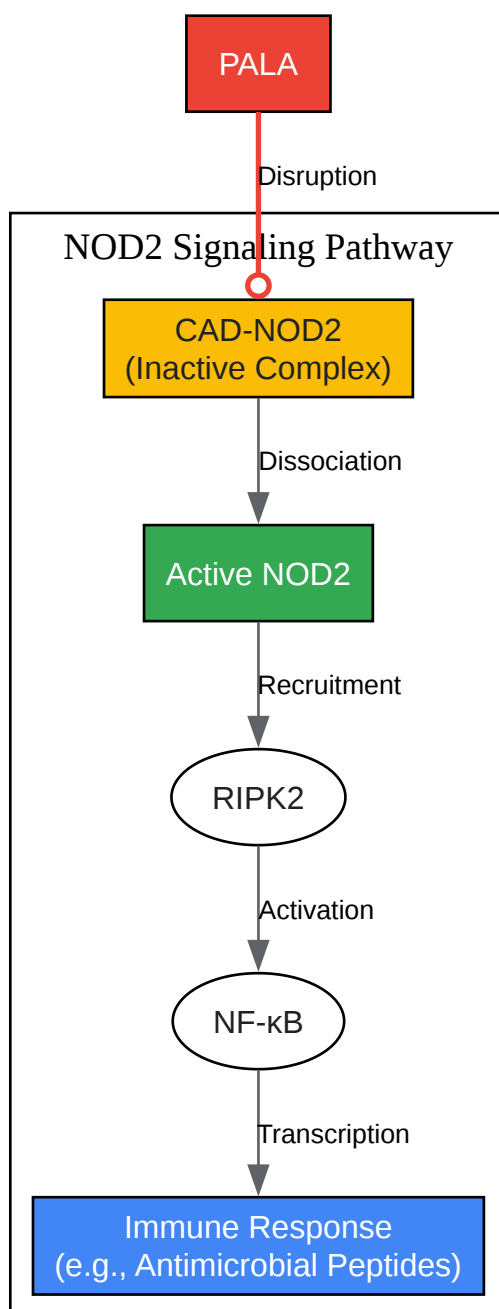 PALA
Disruption
NOD2 Signaling Pathway
CAD-NOD2
(Inactive Complex)
Dissociation
Active NOD2
Recruitment
RIPK2
Activation
NF-κB
Transcription
Immune Response
(e.g., Antimicrobial Peptides)